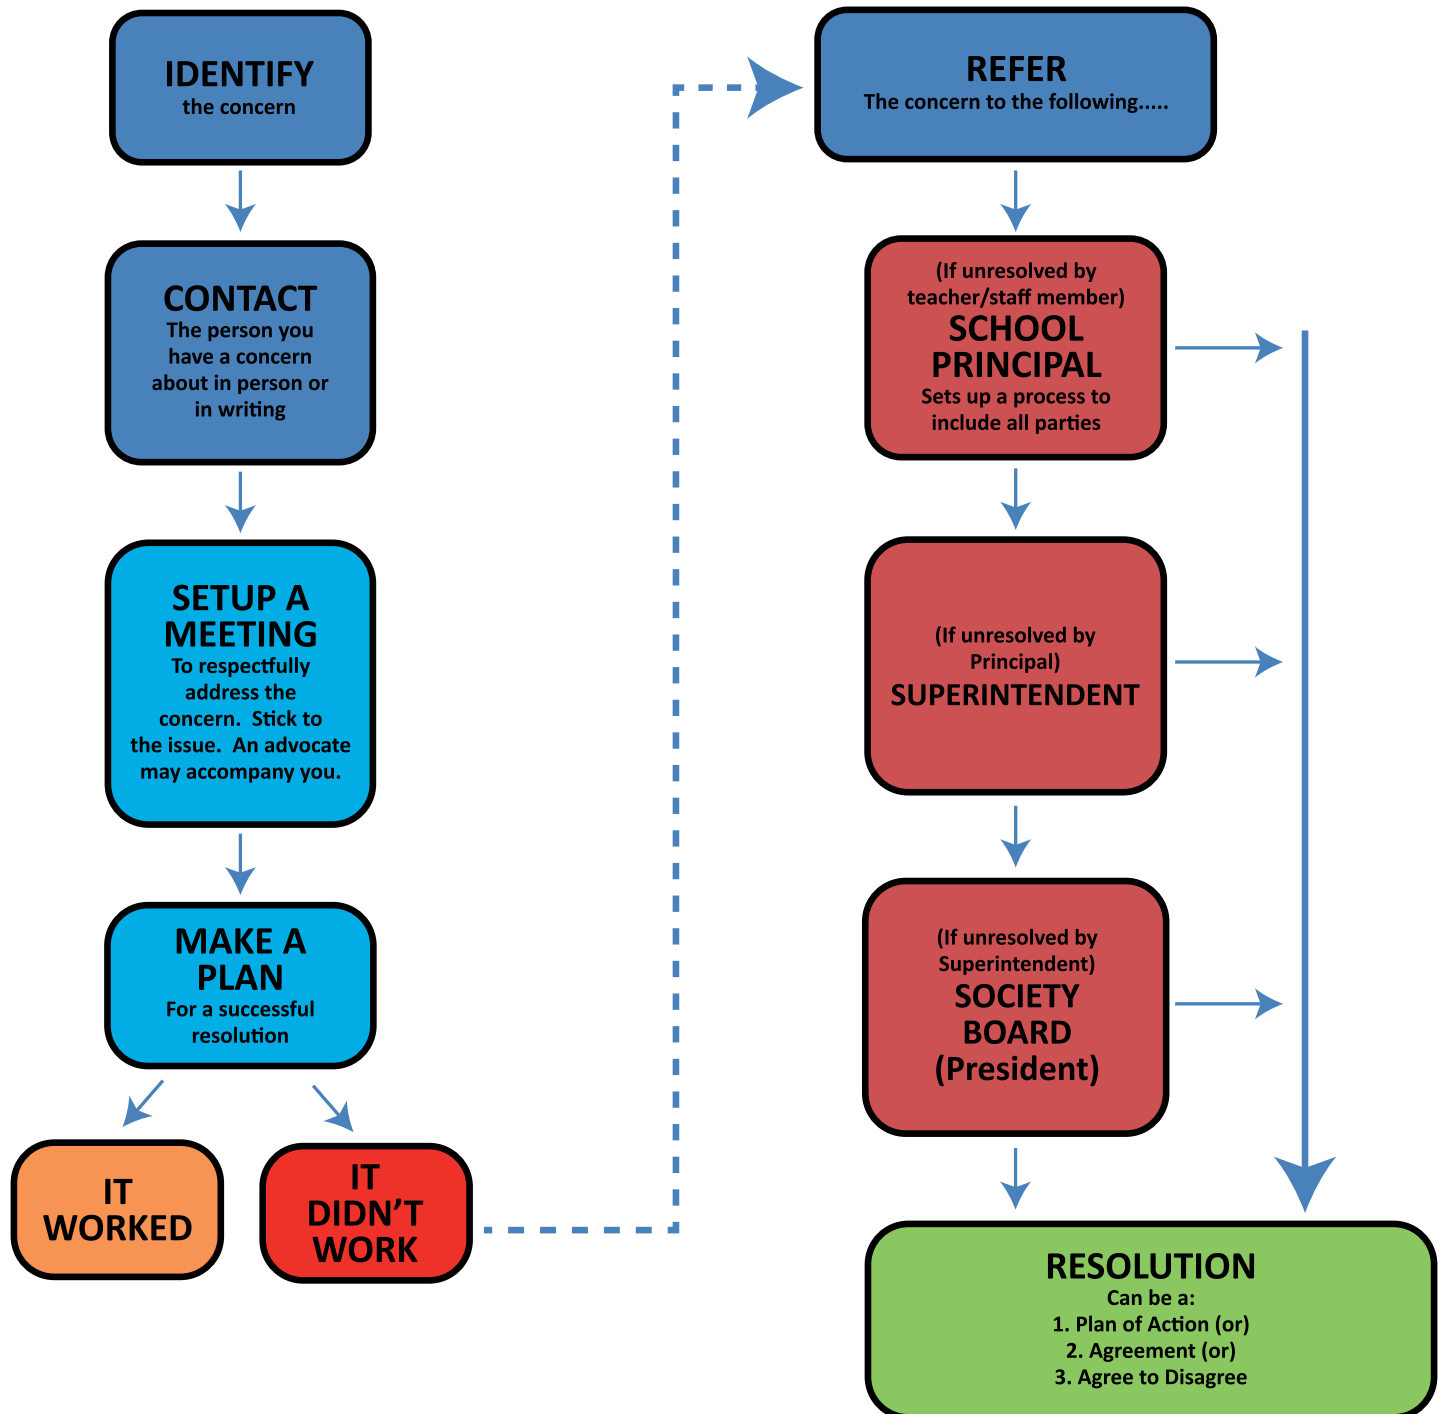 IDENTIFY
the concern
CONTACT
The person you
have a concern
about in person or
in writing
SETUP A
MEETING
To respectfully
address the
concern.  Stick to
the issue.  An advocate
may accompany you.
MAKE A
PLAN
For a successful
resolution
IT
WORKED
IT
DIDN’T
WORK
REFER
The concern to the following.....
(If unresolved by
teacher/staff member)
SCHOOL
PRINCIPAL
Sets up a process to
include all parties
(If unresolved by
Principal)
SUPERINTENDENT
(If unresolved by
Superintendent)
SOCIETY
BOARD
(President)
RESOLUTION
Can be a:
1. Plan of Action (or)
2. Agreement (or)
3. Agree to Disagree